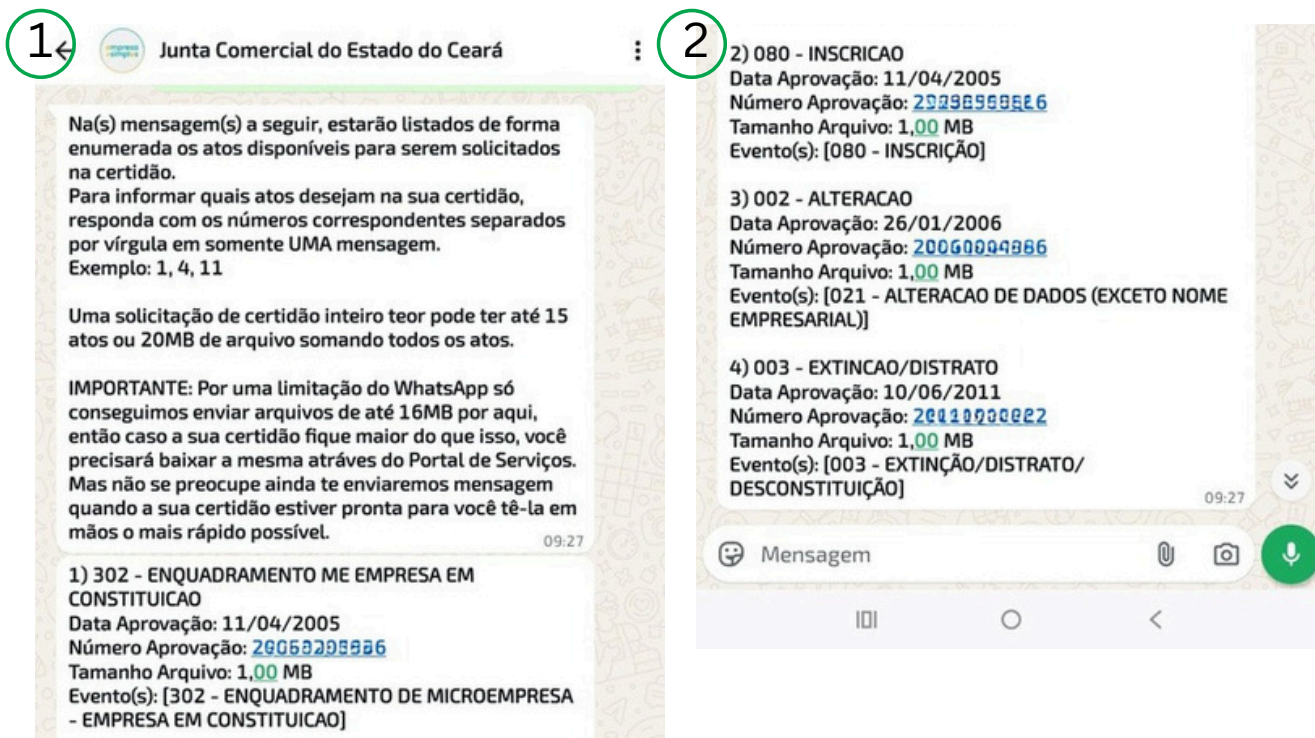 1
Junta Comercial do Estado do Ceará
Na(s) mensagem(s) a seguir, estarão listados de forma
enumerada os atos disponíveis para serem solicitados
na certidão.
Para informar quais atos desejam na sua certidão,
responda com os números correspondentes separados
por vírgula em somente UMA mensagem.
Exemplo: 1, 4, 11
Uma solicitação de certidão inteiro teor pode ter até 15
atos ou 20MB de arquivo somando todos os atos.
IMPORTANTE: Por uma limitação do WhatsApp só
conseguimos enviar arquivos de até 16MB por aqui,
então caso a sua certidão fique maior do que isso, você
precisará baixar a mesma atráves do Portal de Serviços.
Mas não se preocupe ainda te enviaremos mensagem
quando a sua certidão estiver pronta para você tê-la em
mãos o mais rápido possível.
09:27
1) 302 - ENQUADRAMENTO ME EMPRESA EM
CONSTITUICAO
Data Aprovação: 11/04/2005
Número Aprovação:
Tamanho Arquivo: 1,00 MB
Evento(s): [302 - ENQUADRAMENTO DE MICROEMPRESA
- EMPRESA EM CONSTITUICAO]
2
2) 080 - INSCRICAO
Data Aprovação: 11/04/2005
Número Aprovação:
Tamanho Arquivo: 1,00 MB
Evento(s): [080 - INSCRIÇÃO]
3) 002 - ALTERACAO
Data Aprovação: 26/01/2006
Número Aprovação:
Tamanho Arquivo: 1,00 MB
Evento(s): [021 - ALTERACAO DE DADOS (EXCETO NOME
EMPRESARIAL)]
4) 003 - EXTINCAO/DISTRATO
Data Aprovação: 10/06/2011
Número Aprovação:
Tamanho Arquivo: 1,00 MB
Evento(s): [003 - EXTINÇÃO/DISTRATO/
DESCONSTITUIÇÃO]
09:27
Mensagem